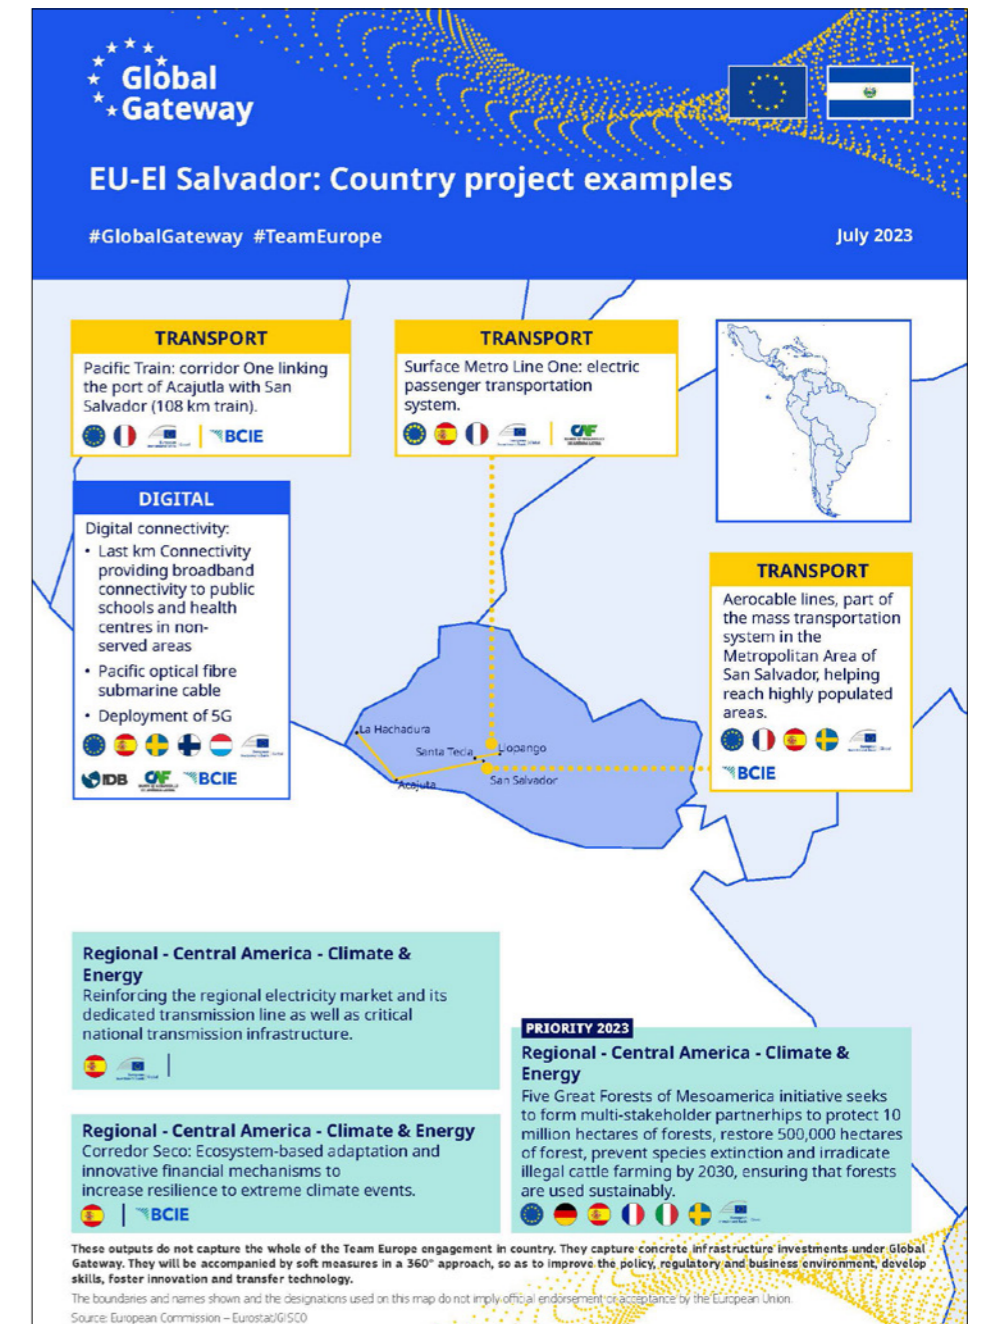 Global
Gateway
EU-El Salvador: Country project examples
#GlobalGateway #TeamEurope
July 2023
TRANSPORT
Pacific Train: corridor One linking
the port of Acajutla with San
Salvador (108 km train).
BCIE
TRANSPORT
Surface Metro Line One: electric
passenger transportation
system.
CAF
DIGITAL
Digital connectivity:
• Last km Connectivity
providing broadband
connectivity to public
schools and health
centres in non-
served areas
• Pacific optical fibre
submarine cable
• Deployment of 5G
IDB
CAF
BCIE
TRANSPORT
Aerocable lines, part of
the mass transportation
system in the
Metropolitan Area of
San Salvador, helping
reach highly populated
areas.
BCIE
La Hachadura
Santa Tecla
Ilopango
San Salvador
Acajuta
Regional - Central America - Climate &
Energy
Reinforcing the regional electricity market and its
dedicated transmission line as well as critical
national transmission infrastructure.
Regional - Central America - Climate & Energy
Corredor Seco: Ecosystem-based adaptation and
innovative financial mechanisms to
increase resilience to extreme climate events.
BCIE
PRIORITY 2023
Regional - Central America - Climate &
Energy
Five Great Forests of Mesoamerica initiative seeks
to form multi-stakeholder partnerhips to protect 10
million hectares of forests, restore 500,000 hectares
of forest, prevent species extinction and irradicate
illegal cattle farming by 2030, ensuring that forests
are used sustainably.
These outputs do not capture the whole of the Team Europe engagement in country. They capture concrete infrastructure investments under Global
Gateway. They will be accompanied by soft measures in a 360° approach, so as to improve the policy, regulatory and business environment, develop
skills, foster innovation and transfer technology.
The boundaries and names shown and the designations used on this map do not imply official endorsement or acceptance by the European Union.
Source: European Commission – Eurostat/GISCO